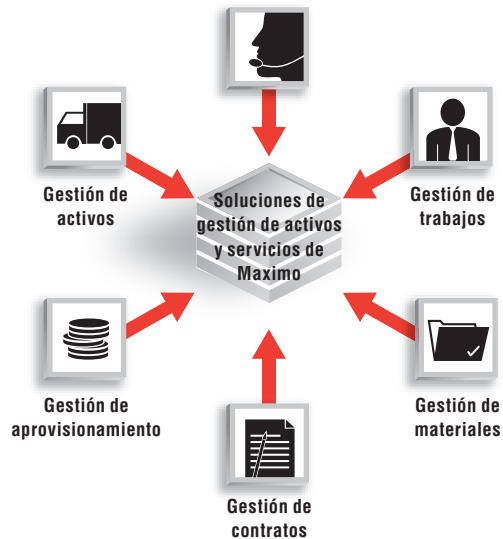 Gestión de
activos
Soluciones de
gestión de activos
y servicios de
Maximo
Gestión de
trabajos
Gestión de
aprovisionamiento
Gestión de
materiales
Gestión de
contratos